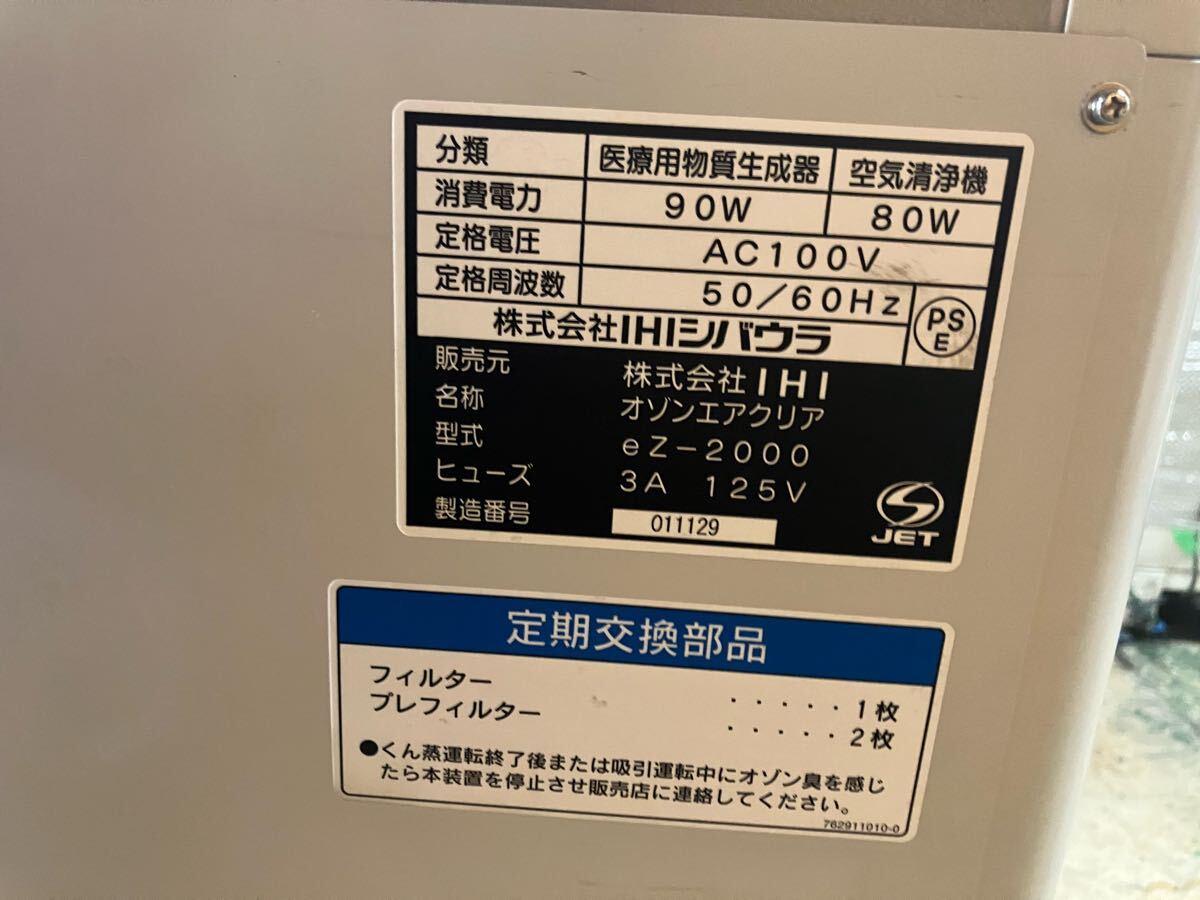 分類 医療用物質生成器 空気清浄機
消費電力 90W 80W
定格電圧 AC100V
定格周波数 50/60Hz
PS
E
株式会社IHIシバウラ
販売元 株式会社IHI
名称 オゾンエアクリア
型式 eZ-2000
ヒューズ 3A 125V
製造番号 011129
JET
定期交換部品
フィルター ・・・・・1枚
プレフィルター ・・・・・2枚
●くん蒸運転終了後または吸引運転中にオゾン臭を感じ
たら本装置を停止させ販売店に連絡してください。
762911010-0